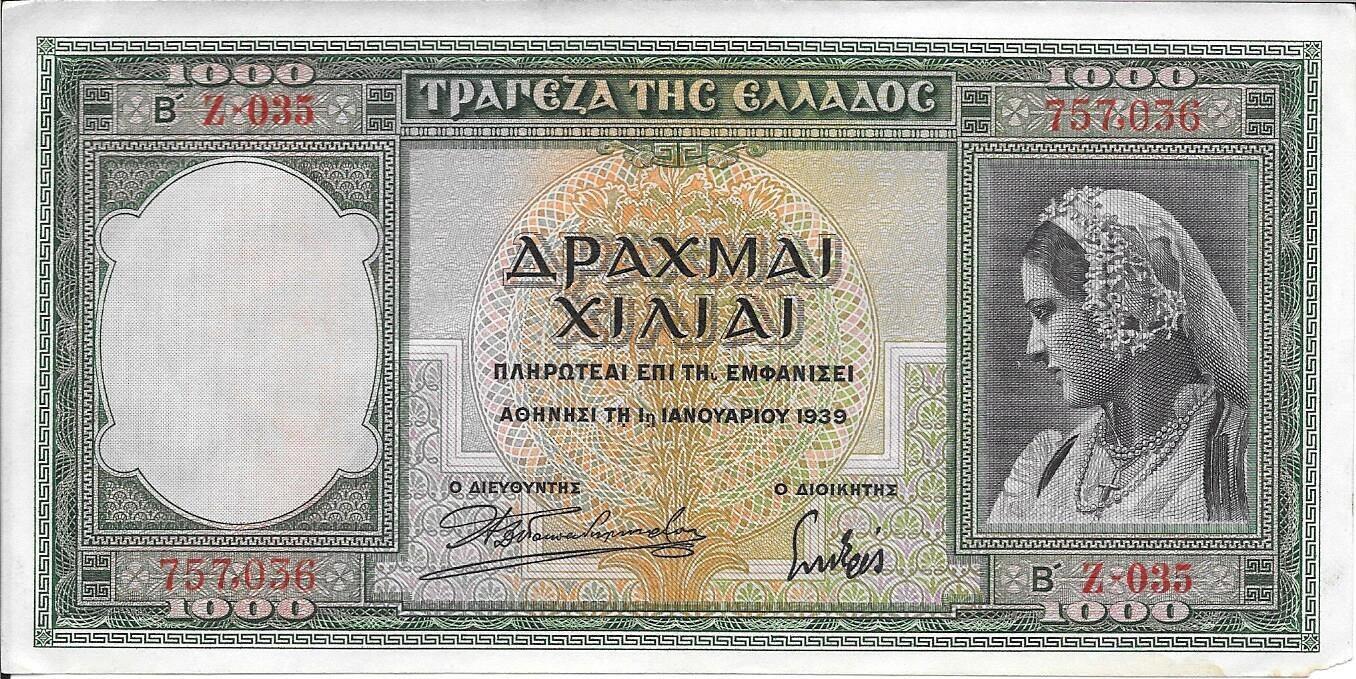 1000
1000
Β΄ Ζ-035
ΤΡΑΠΕΖΑ ΤΗΣ ΕΛΛΑΔΟΣ
757,036
ΔΡΑΧΜΑΙ
ΧΙΛΙΑΙ
ΠΛΗΡΩΤΕΑΙ ΕΠΙ ΤΗι ΕΜΦΑΝΙΣΕΙ
ΑΘΗΝΗΣΙ ΤΗ 1η ΙΑΝΟΥΑΡΙΟΥ 1939
Ο ΔΙΕΥΘΥΝΤΗΣ
Ο ΔΙΟΙΚΗΤΗΣ
757,036
Β΄ Ζ-035
1000
1000